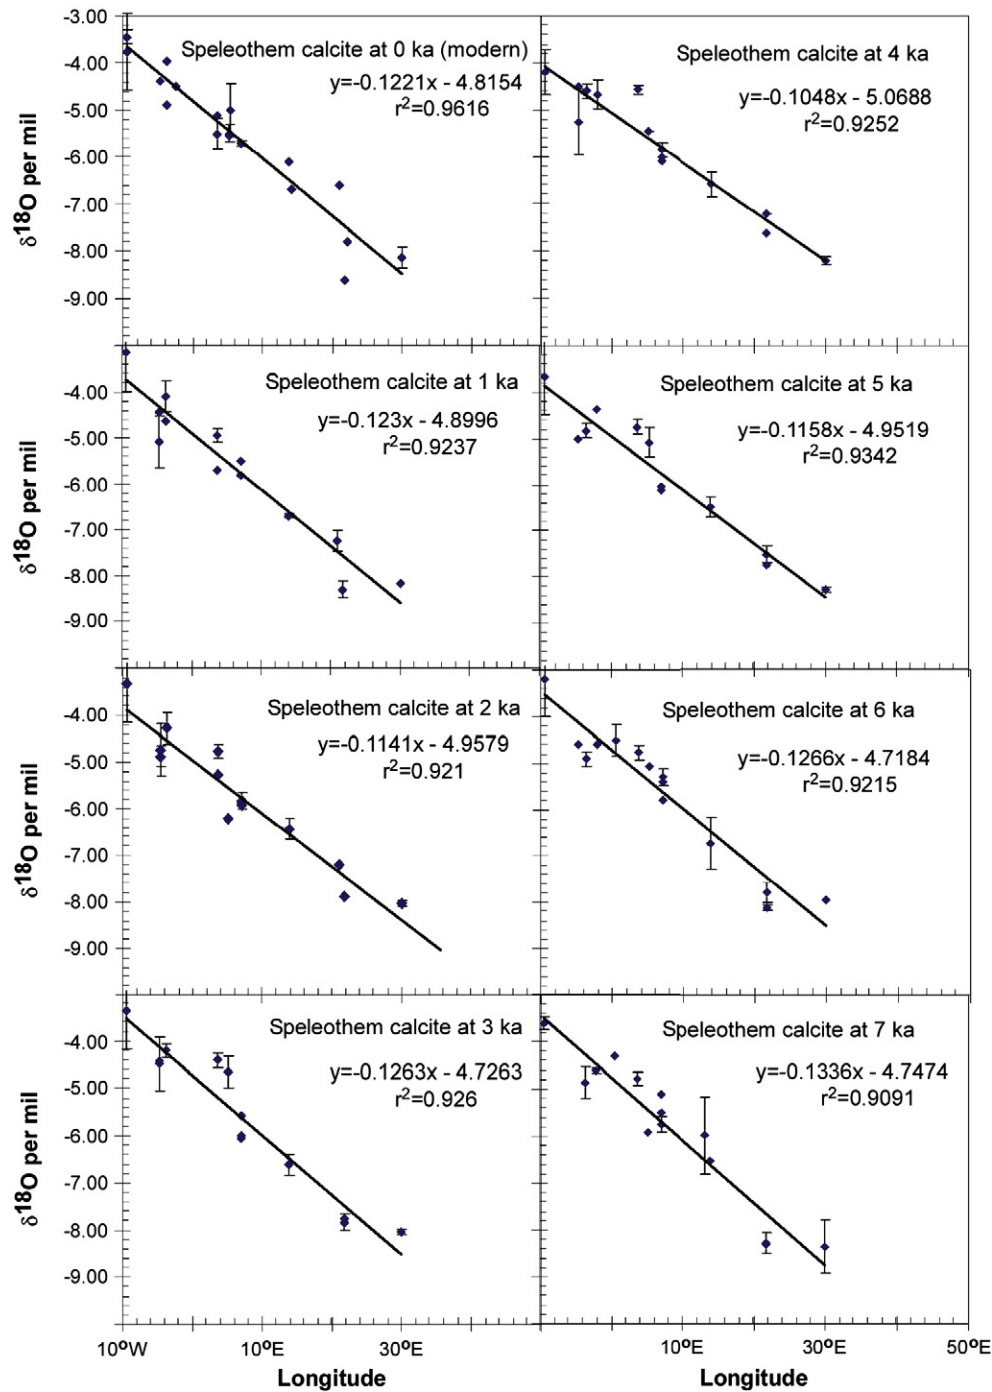 -3.00
-4.00
-5.00
-6.00
-7.00
-8.00
-9.00
δ18O per mil
Speleothem calcite at 0 ka (modern)
y=-0.1221x - 4.8154
r2=0.9616
Speleothem calcite at 4 ka
y=-0.1048x - 5.0688
r2=0.9252
-4.00
-5.00
-6.00
-7.00
-8.00
-9.00
δ18O per mil
Speleothem calcite at 1 ka
y=-0.123x - 4.8996
r2=0.9237
Speleothem calcite at 5 ka
y=-0.1158x - 4.9519
r2=0.9342
-4.00
-5.00
-6.00
-7.00
-8.00
-9.00
δ18O per mil
Speleothem calcite at 2 ka
y=-0.1141x - 4.9579
r2=0.921
Speleothem calcite at 6 ka
y=-0.1266x - 4.7184
r2=0.9215
-4.00
-5.00
-6.00
-7.00
-8.00
-9.00
δ18O per mil
Speleothem calcite at 3 ka
y=-0.1263x - 4.7263
r2=0.926
Speleothem calcite at 7 ka
y=-0.1336x - 4.7474
r2=0.9091
10ºW 10ºE 30ºE 10ºE 30ºE 50ºE
Longitude Longitude